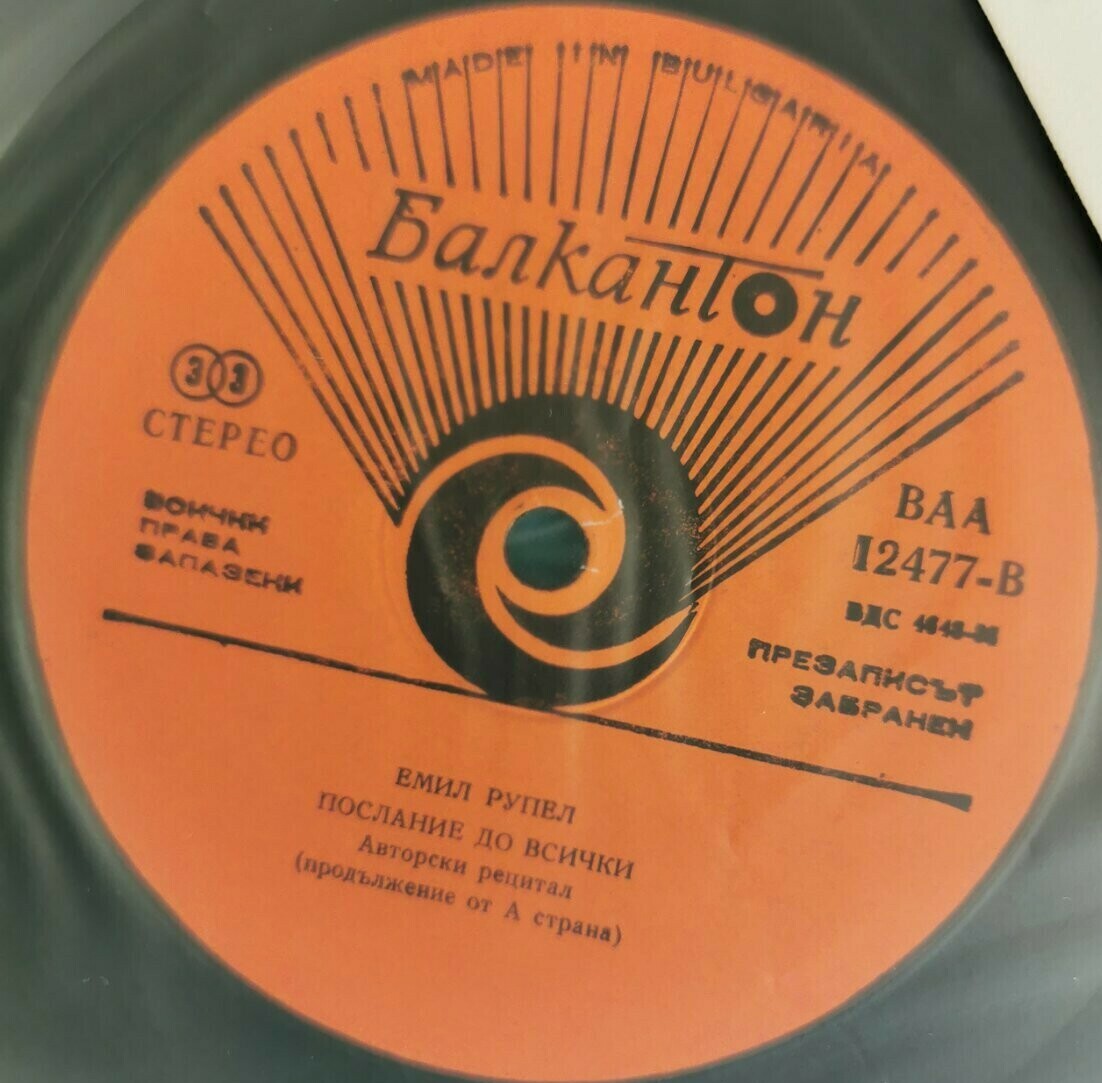 MADE IN BULGARIA
Балкантон
33
СТЕРЕО
ВСИЧКИ
ПРАВА
ЗАПАЗЕНИ
ВАА
12477-В
ВДС
ПРЕЗАПИСЪТ
ЗАБРАНЕН
ЕМИЛ РУПЕЛ
ПОСЛАНИЕ ДО ВСИЧКИ
Авторски рецитал
(продължение от А страна)